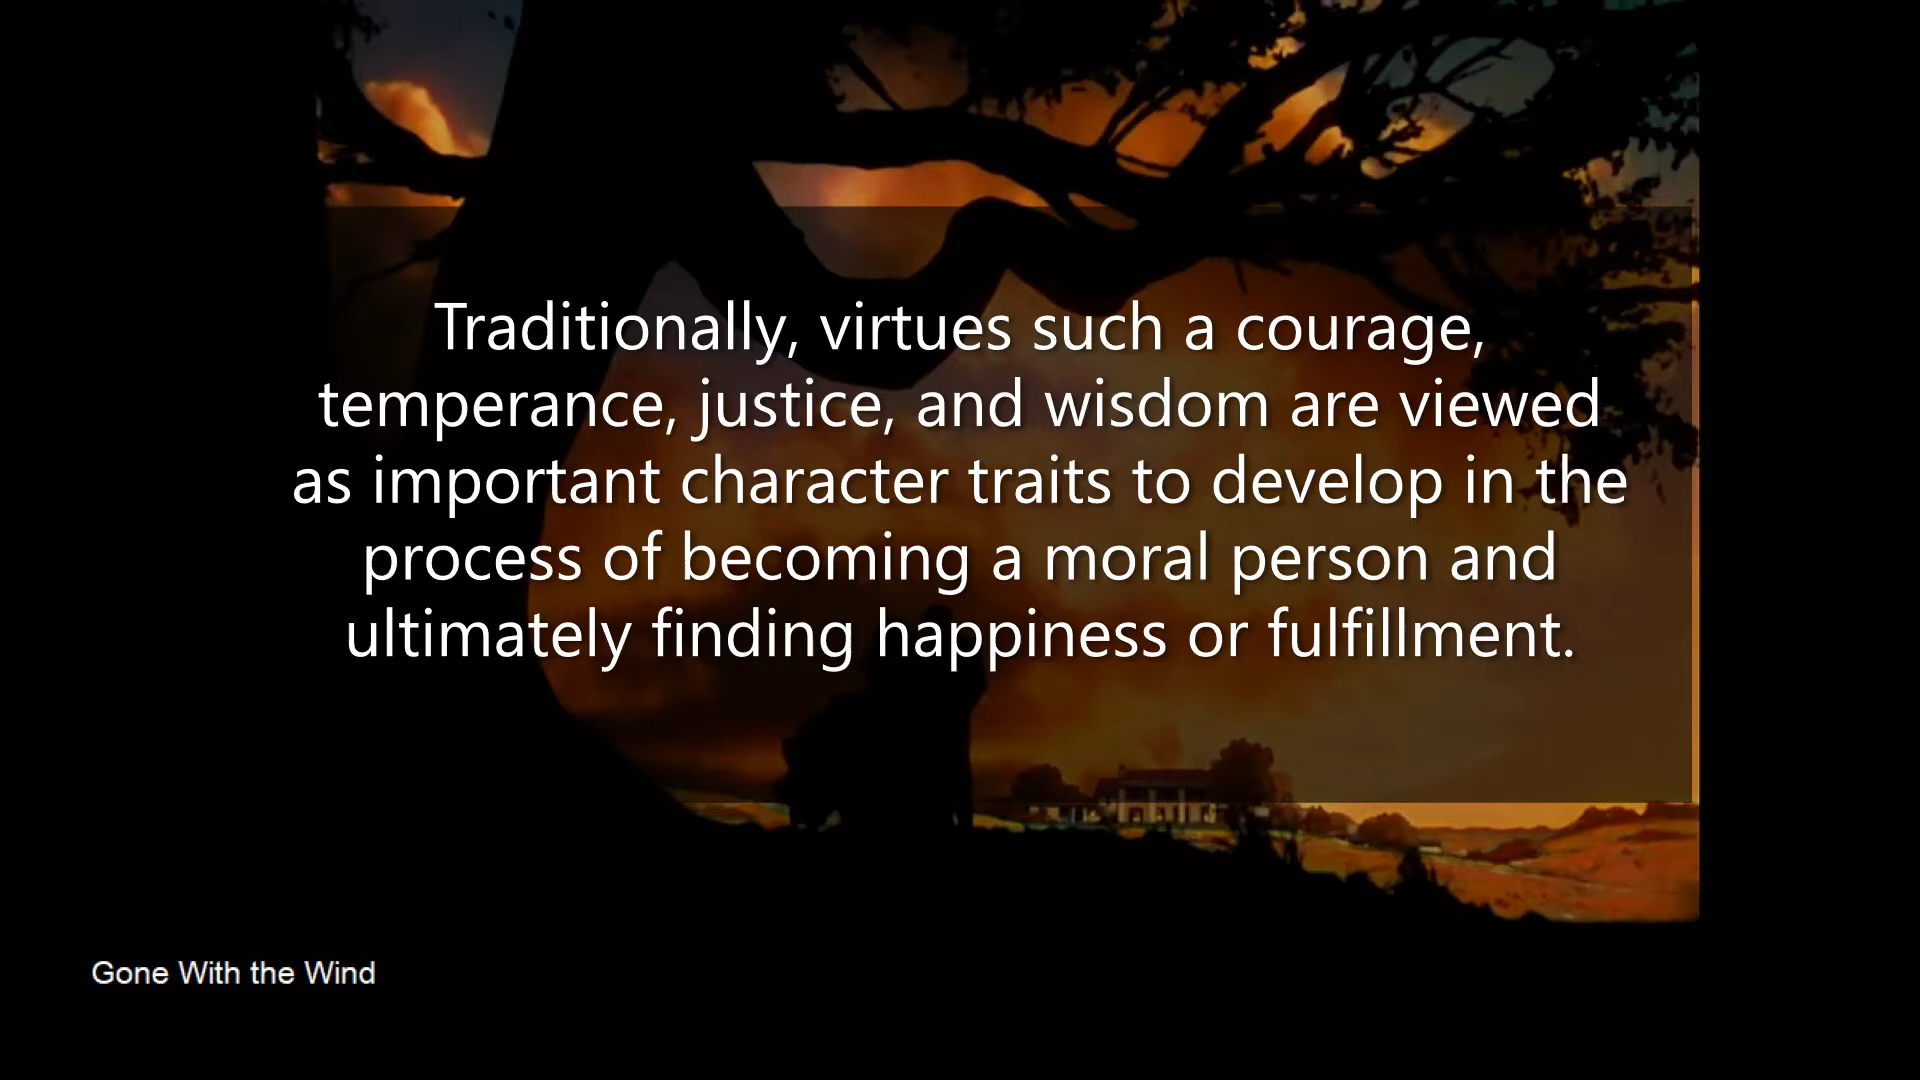 Traditionally, virtues such a courage,
temperance, justice, and wisdom are viewed
as important character traits to develop in the
process of becoming a moral person and
ultimately finding happiness or fulfillment.
Gone With the Wind